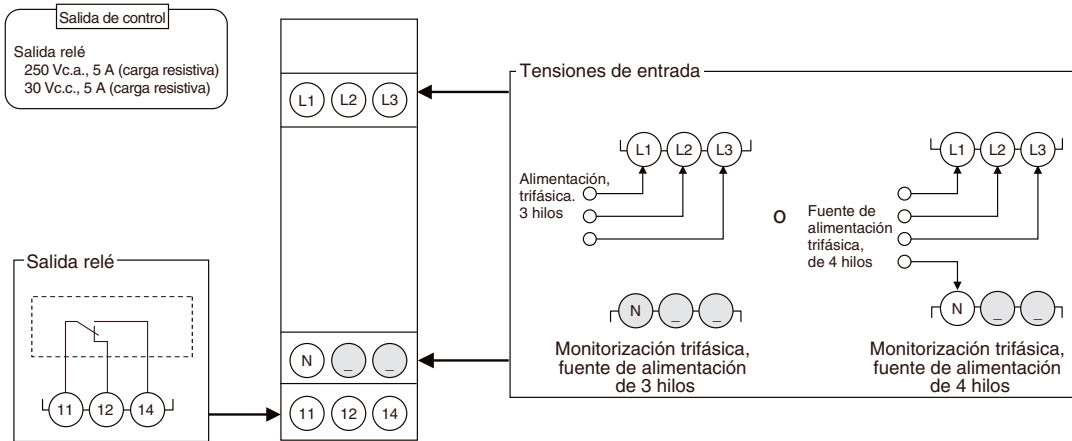 Salida de control
Salida relé
250 Vc.a., 5 A (carga resistiva)
30 Vc.c., 5 A (carga resistiva)
L1 L2 L3
Tensiones de entrada
L1 L2 L3
Alimentación,
trifásica.
3 hilos
o
L1 L2 L3
Fuente de
alimentación
trifásica,
de 4 hilos
N _ _
Monitorización trifásica,
fuente de alimentación
de 3 hilos
N _ _
Monitorización trifásica,
fuente de alimentación
de 4 hilos
Salida relé
11 12 14
N _ _
11 12 14